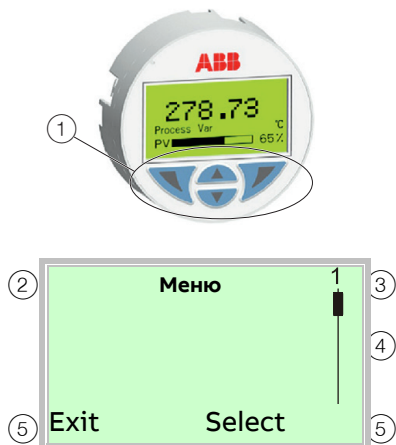 ABB
278.73
Process Var
°C
PV 65%
1
2
Меню
1
3
4
5
Exit
Select
5